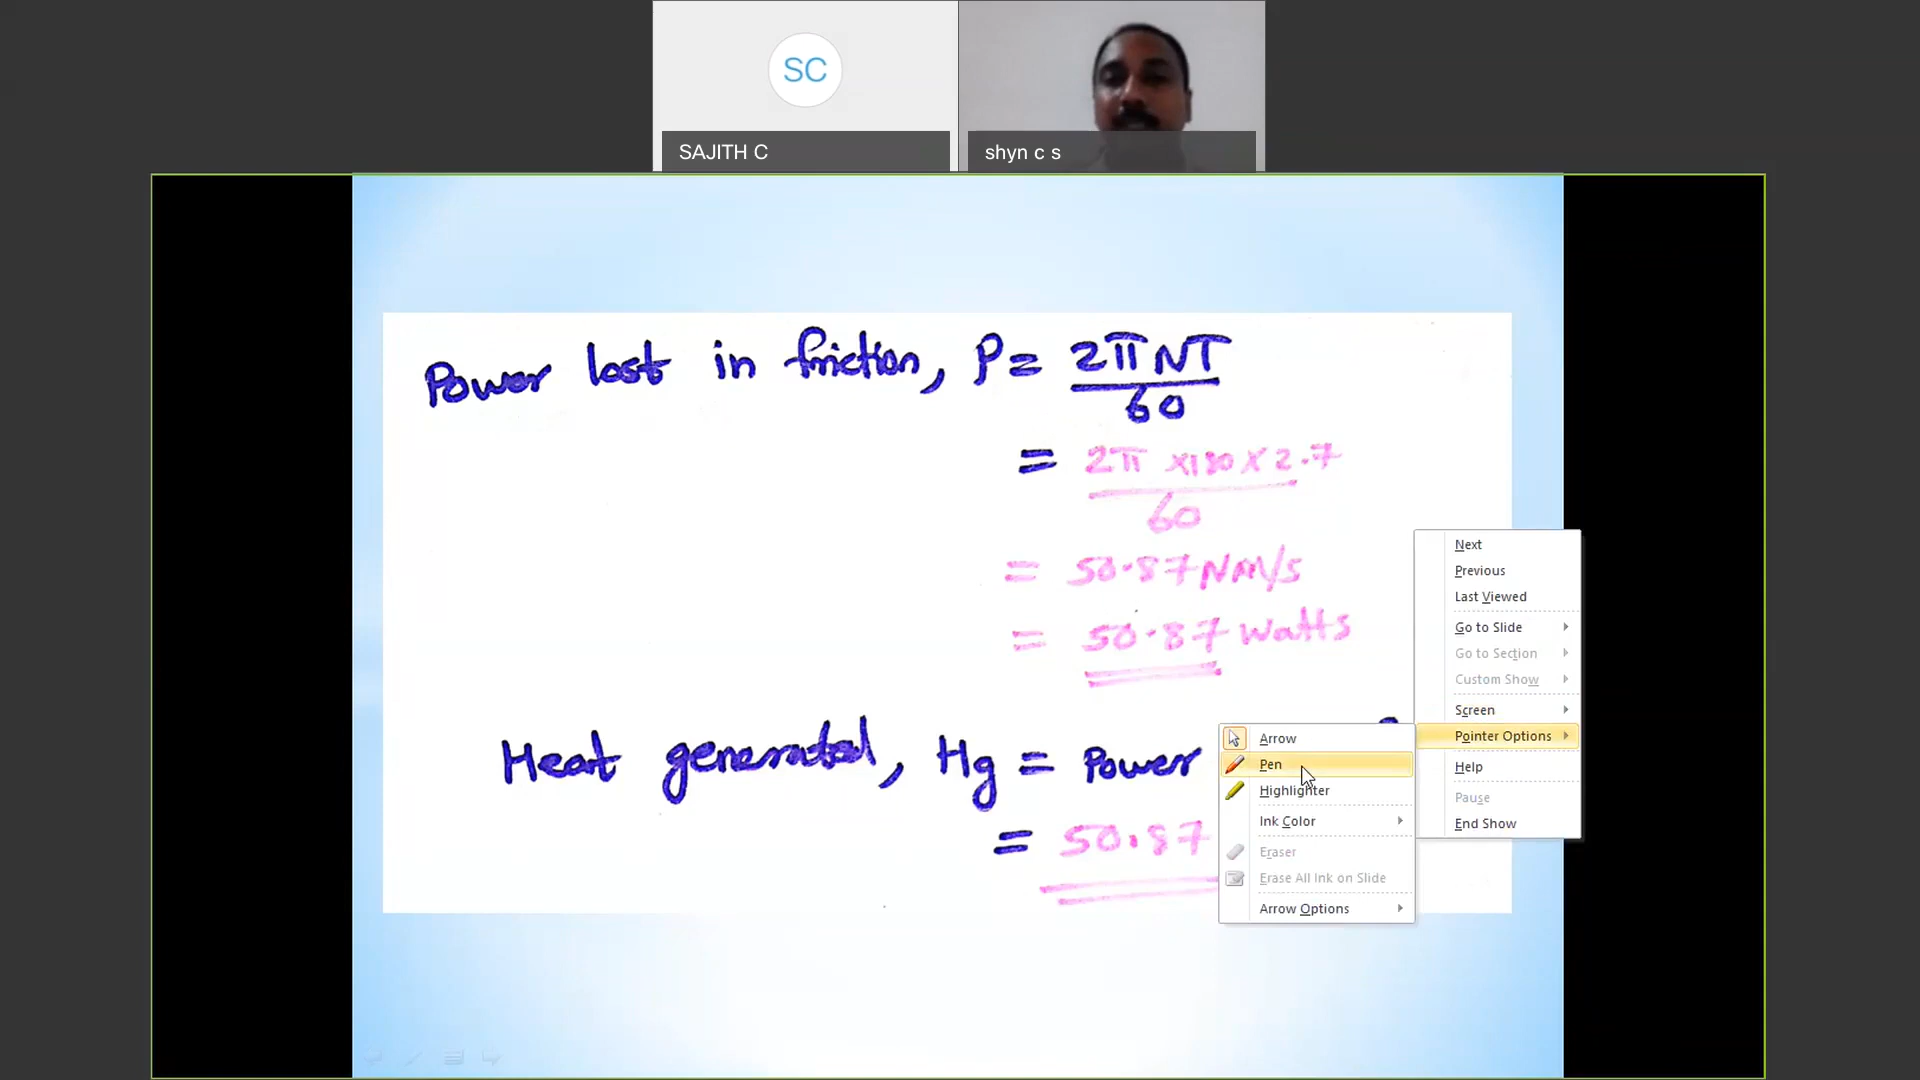 SC
SAJITH C
shyn c s
Power lost in friction, P = 2πNT
60
= 2π ×180 × 2.7
60
= 50.87 NM/s
= 50.87 Watts
Heat generated, Hg = Power
= 50.87
Next
Previous
Last Viewed
Go to Slide
Go to Section
Custom Show
Screen
Pointer Options
Help
Pause
End Show
Arrow
Pen
Highlighter
Ink Color
Eraser
Erase All Ink on Slide
Arrow Options